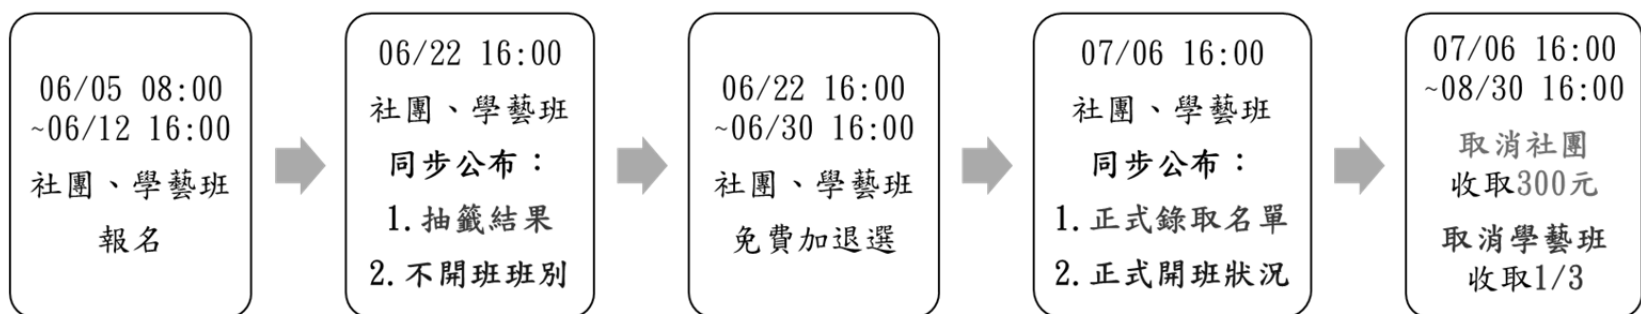 06/05 08:00
~06/12 16:00
社團、學藝班
報名
06/22 16:00
社團、學藝班
同步公布：
1.抽籤結果
2.不開班班別
06/22 16:00
~06/30 16:00
社團、學藝班
免費加退選
07/06 16:00
社團、學藝班
同步公布：
1.正式錄取名單
2.正式開班狀況
07/06 16:00
~08/30 16:00
取消社團
收取300元
取消學藝班
收取1/3